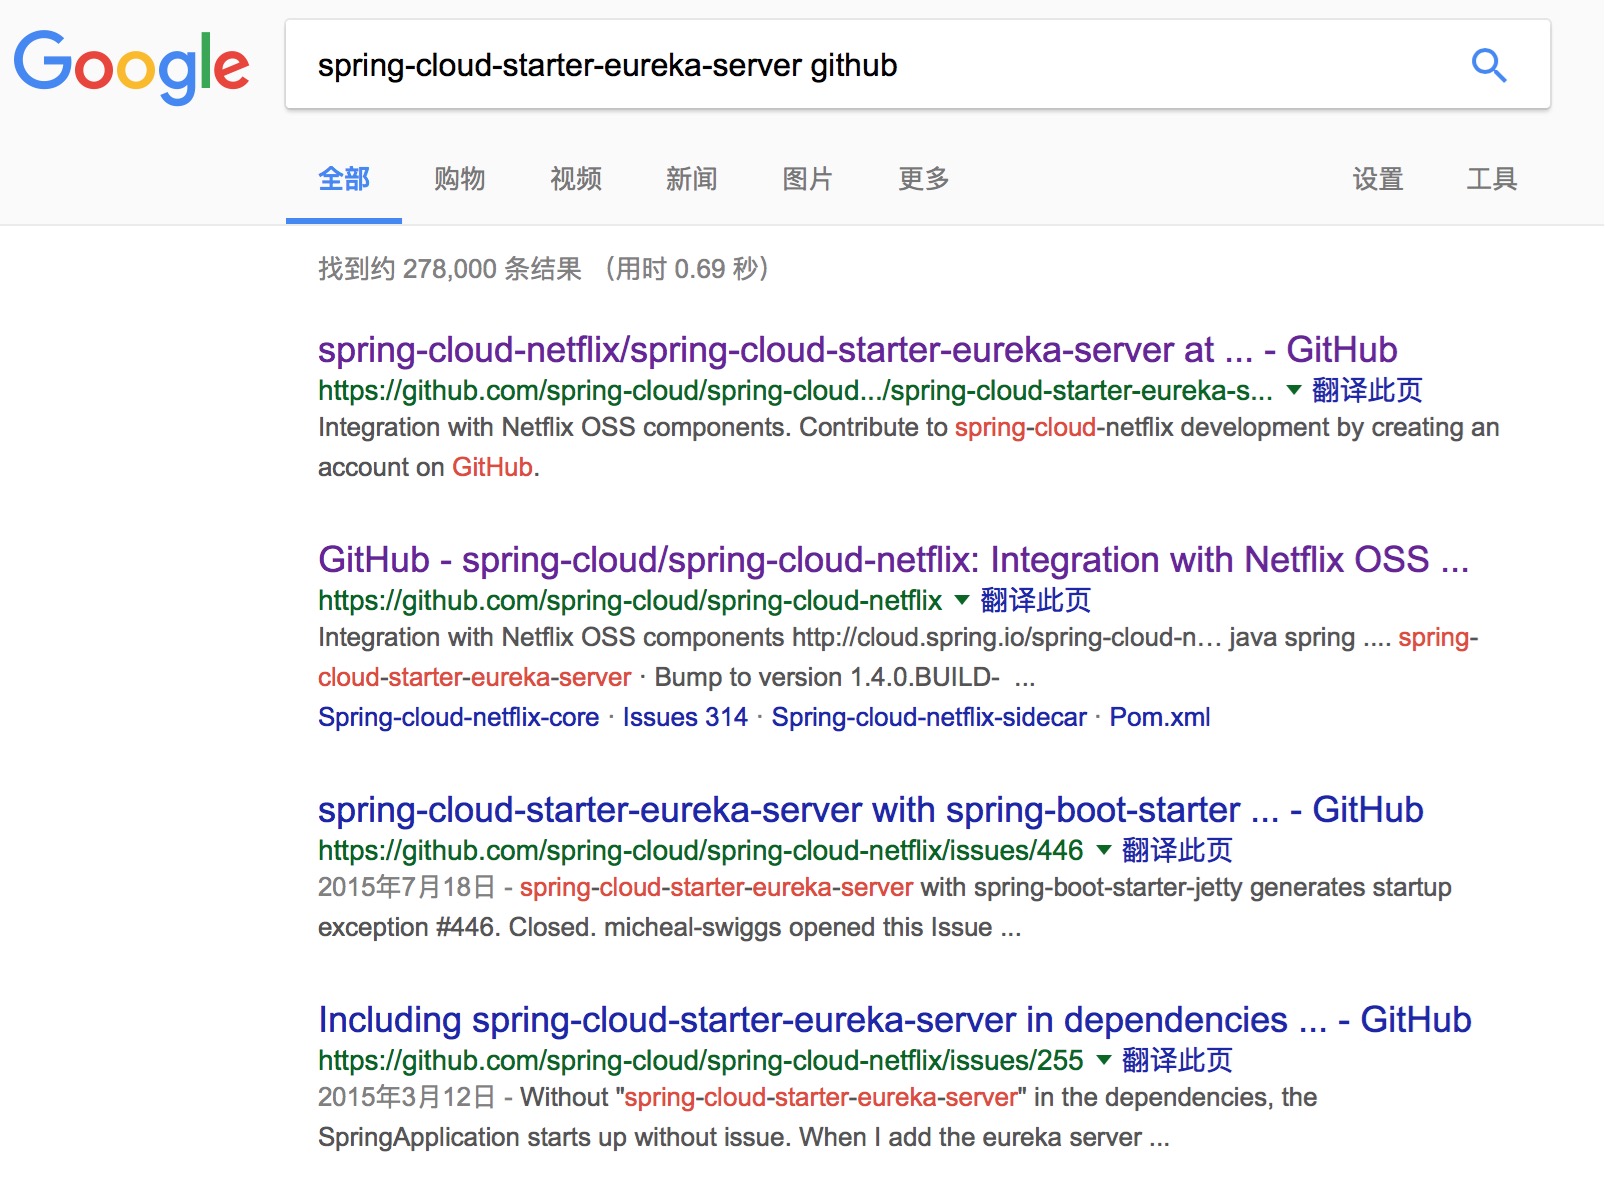 Google
spring-cloud-starter-eureka-server github
全部 购物 视频 新闻 图片 更多 设置 工具
找到约 278,000 条结果 （用时 0.69 秒）
spring-cloud-netflix/spring-cloud-starter-eureka-server at ... - GitHub
https://github.com/spring-cloud/spring-cloud.../spring-cloud-starter-eureka-s... 翻译此页
Integration with Netflix OSS components. Contribute to spring-cloud-netflix development by creating an
account on GitHub.
GitHub - spring-cloud/spring-cloud-netflix: Integration with Netflix OSS ...
https://github.com/spring-cloud/spring-cloud-netflix 翻译此页
Integration with Netflix OSS components http://cloud.spring.io/spring-cloud-n… java spring .... spring-
cloud-starter-eureka-server · Bump to version 1.4.0.BUILD- ...
Spring-cloud-netflix-core · Issues 314 · Spring-cloud-netflix-sidecar · Pom.xml
spring-cloud-starter-eureka-server with spring-boot-starter ... - GitHub
https://github.com/spring-cloud/spring-cloud-netflix/issues/446 翻译此页
2015年7月18日 - spring-cloud-starter-eureka-server with spring-boot-starter-jetty generates startup
exception #446. Closed. micheal-swiggs opened this Issue ...
Including spring-cloud-starter-eureka-server in dependencies ... - GitHub
https://github.com/spring-cloud/spring-cloud-netflix/issues/255 翻译此页
2015年3月12日 - Without "spring-cloud-starter-eureka-server" in the dependencies, the
SpringApplication starts up without issue. When I add the eureka server ...